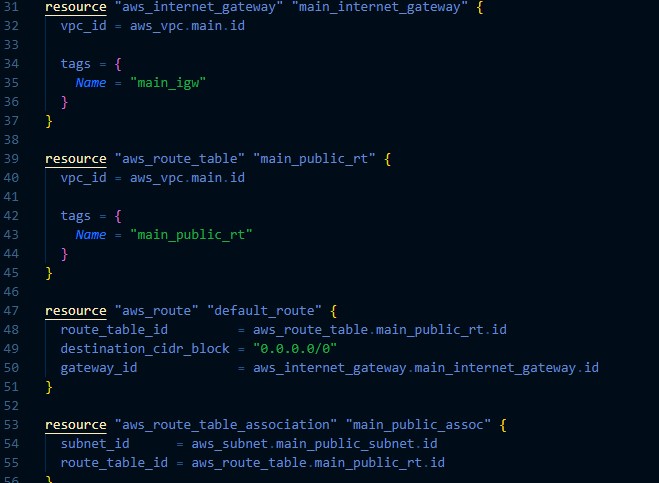 31 resource "aws_internet_gateway" "main_internet_gateway" {
32   vpc_id = aws_vpc.main.id
33
34   tags = {
35     Name = "main_igw"
36   }
37 }
38
39 resource "aws_route_table" "main_public_rt" {
40   vpc_id = aws_vpc.main.id
41
42   tags = {
43     Name = "main_public_rt"
44   }
45 }
46
47 resource "aws_route" "default_route" {
48   route_table_id         = aws_route_table.main_public_rt.id
49   destination_cidr_block = "0.0.0.0/0"
50   gateway_id             = aws_internet_gateway.main_internet_gateway.id
51 }
52
53 resource "aws_route_table_association" "main_public_assoc" {
54   subnet_id      = aws_subnet.main_public_subnet.id
55   route_table_id = aws_route_table.main_public_rt.id
56 }